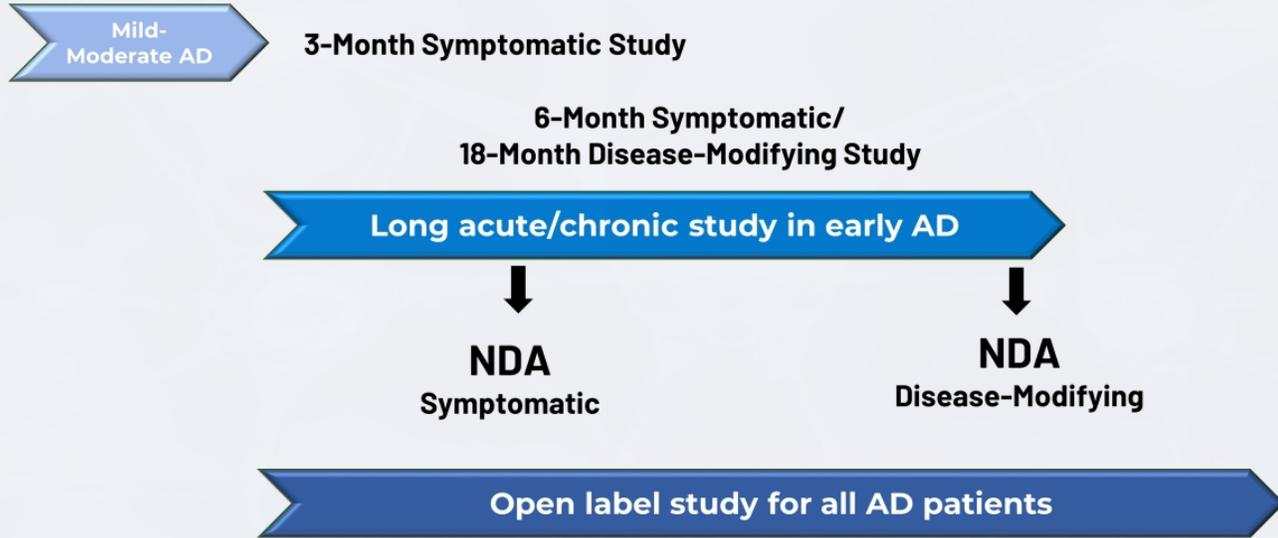 Mild-
Moderate AD
3-Month Symptomatic Study
6-Month Symptomatic/
18-Month Disease-Modifying Study
Long acute/chronic study in early AD
NDA
Symptomatic
NDA
Disease-Modifying
Open label study for all AD patients